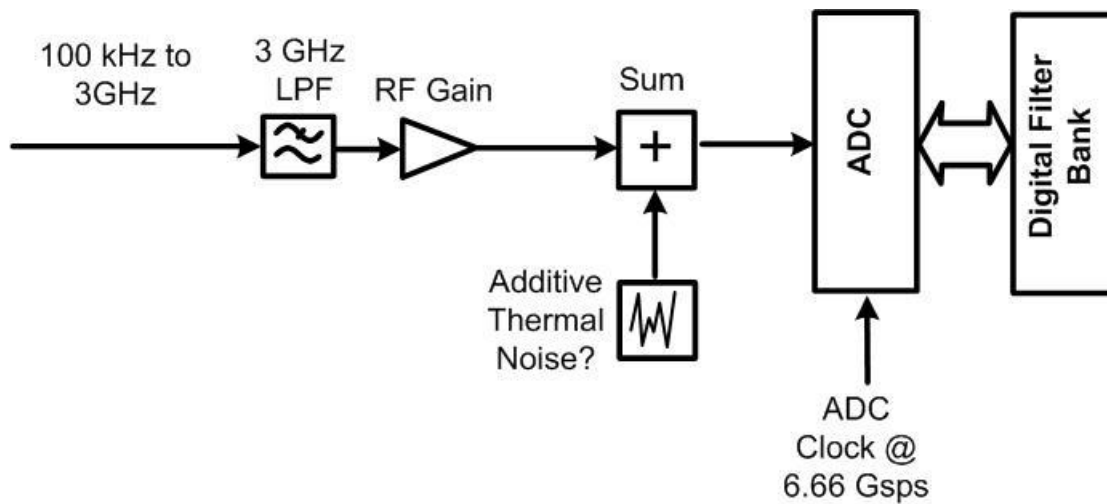 100 kHz to
3GHz
3 GHz
LPF
RF Gain
Sum
+
ADC
Digital Filter
Bank
Additive
Thermal
Noise?
ADC
Clock @
6.66 Gsps